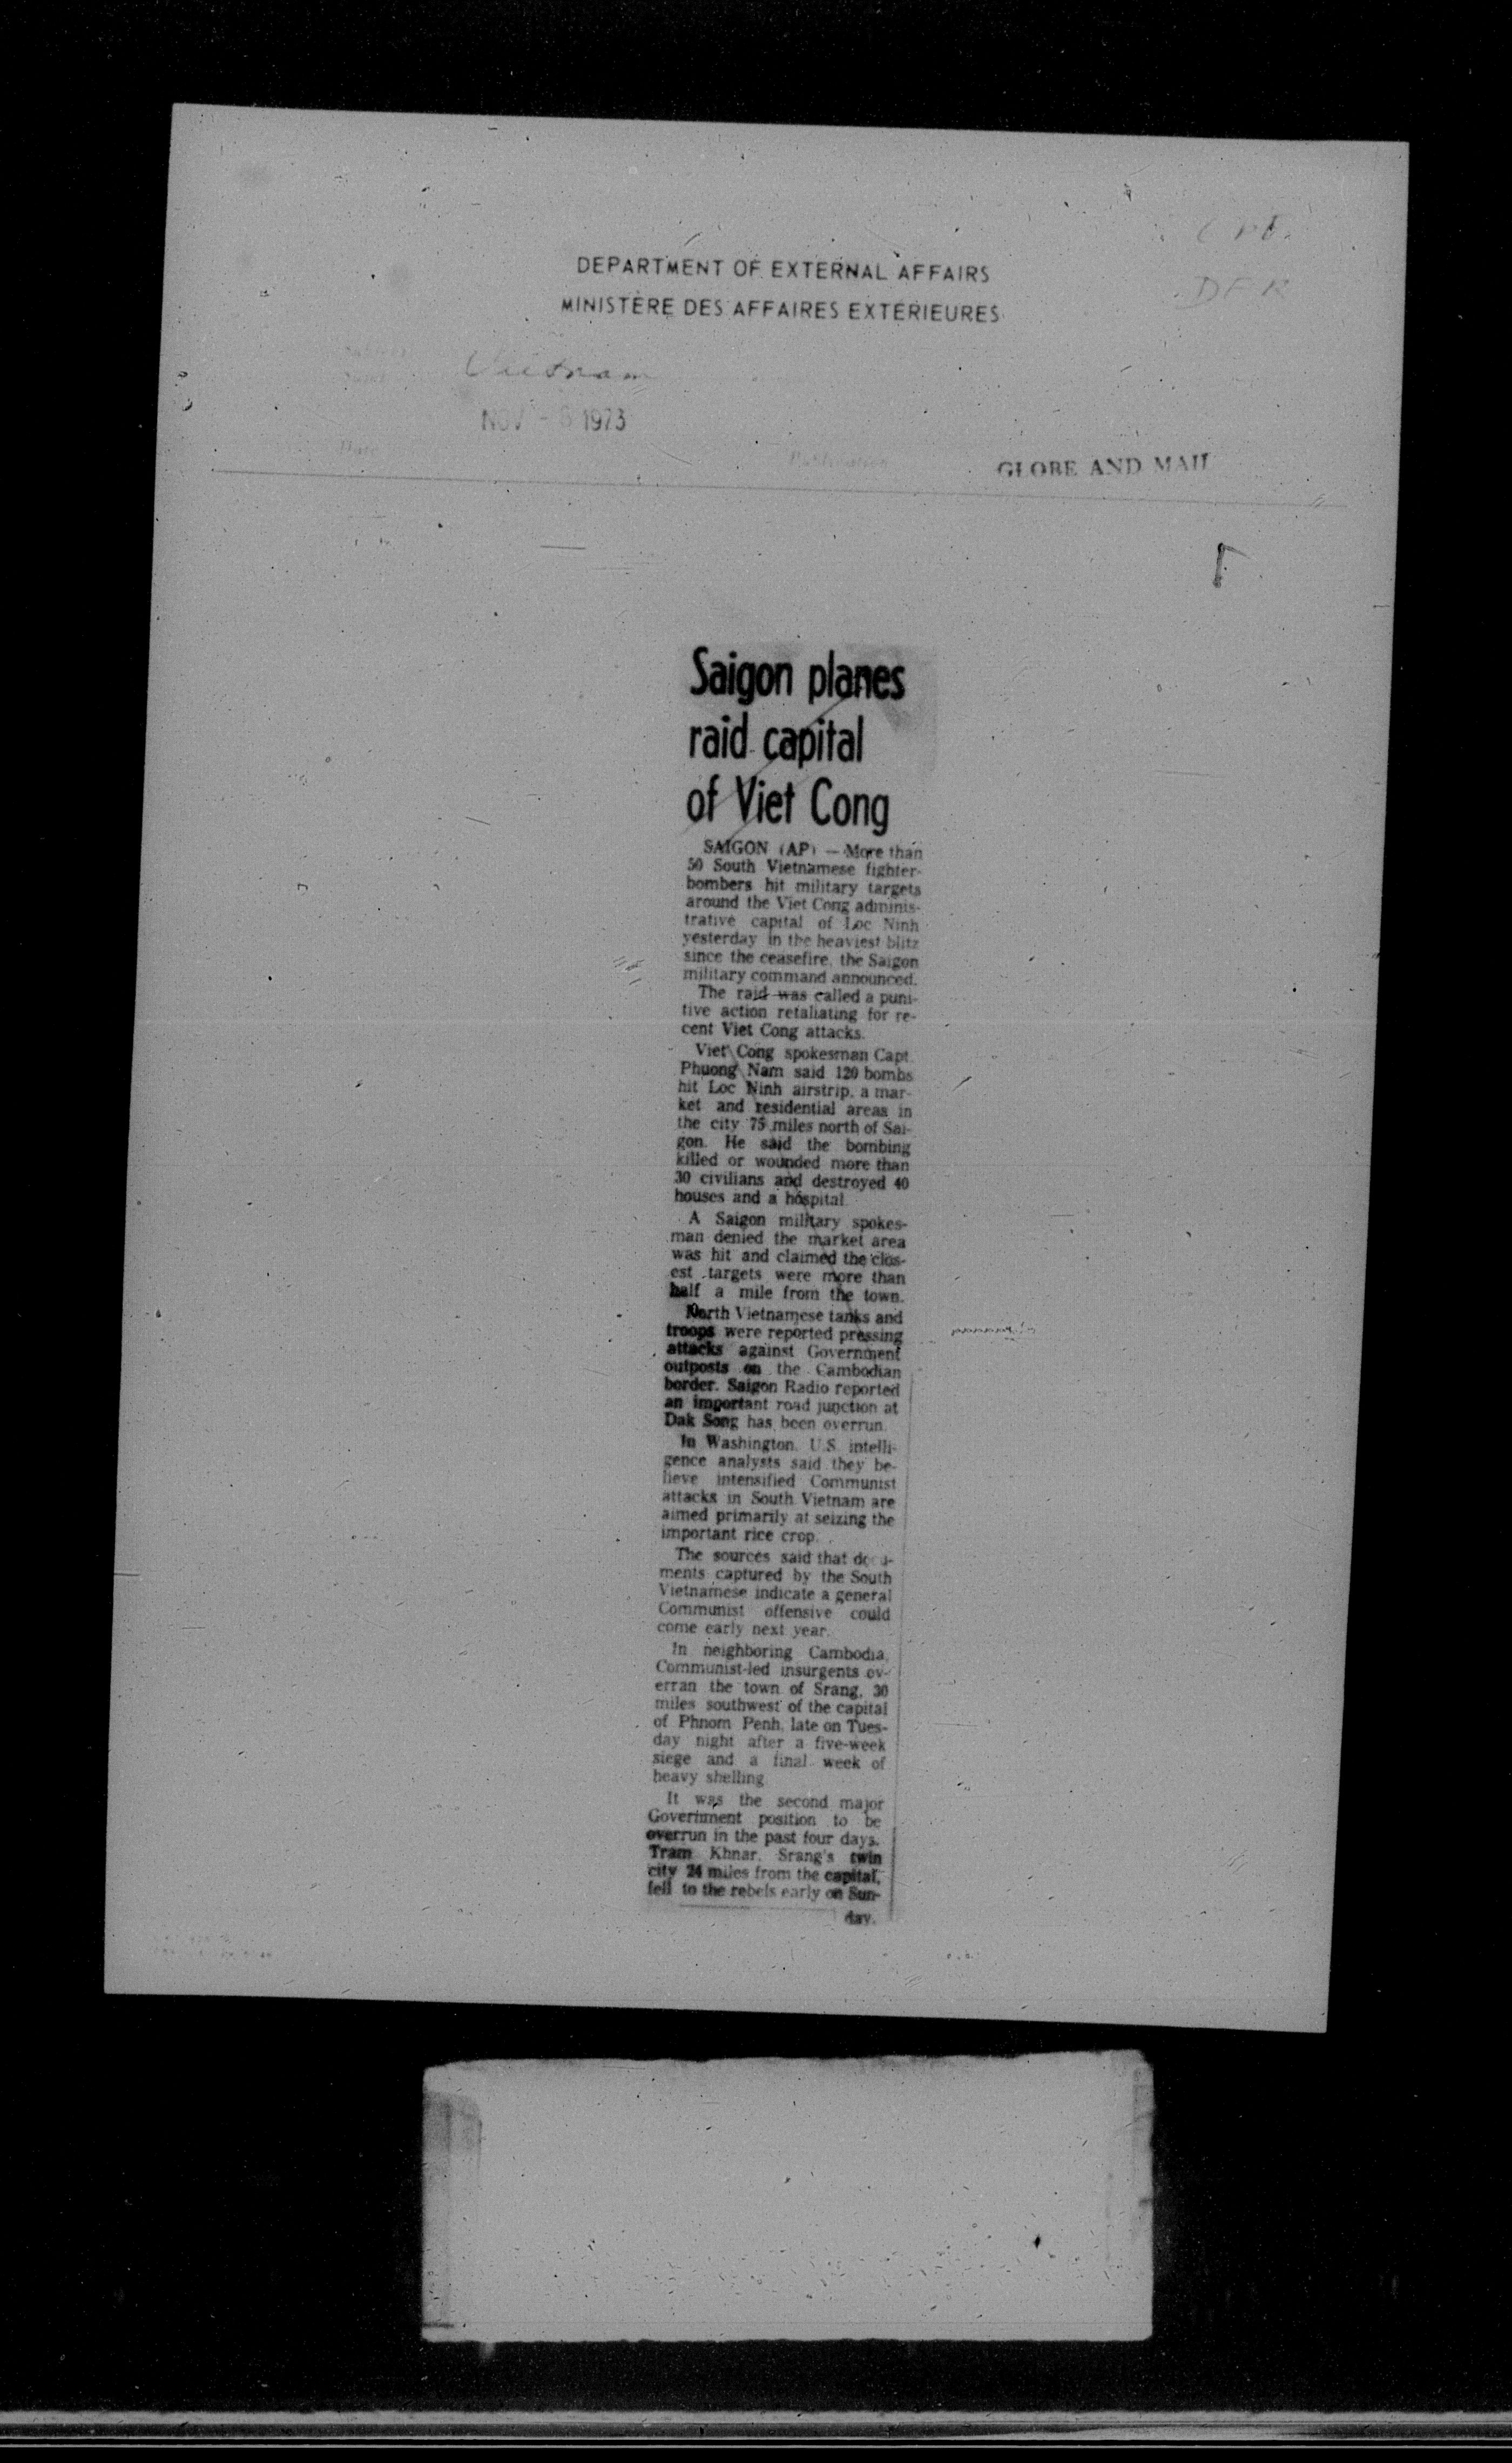 DEPARTMENT OF EXTERNAL AFFAIRS
MINISTÈRE DES AFFAIRES EXTÉRIEURES
Vietnam
NOV - 1973
Date
Publication
GLOBE AND MAIL
Saigon planes
raid capital
of Viet Cong
SAIGON (AP) — More than
50 South Vietnamese fighter-
bombers hit military targets
around the Viet Cong adminis-
trative capital of Loc Ninh
yesterday in the heaviest blitz
since the ceasefire, the Saigon
military command announced.
The raid was called a puni-
tive action retaliating for re-
cent Viet Cong attacks.
Viet Cong spokesman Capt.
Phuong Nam said 120 bombs
hit Loc Ninh airstrip, a mar-
ket and residential areas in
the city 75 miles north of Sai-
gon. He said the bombing
killed or wounded more than
30 civilians and destroyed 40
houses and a hospital.
A Saigon military spokes-
man denied the market area
was hit and claimed the clos-
est targets were more than
half a mile from the town.
North Vietnamese tanks and
troops were reported pressing
attacks against Government
outposts on the Cambodian
border. Saigon Radio reported
an important road junction at
Dak Song has been overrun.
In Washington, U.S. intelli-
gence analysts said they be-
lieve intensified Communist
attacks in South Vietnam are
aimed primarily at seizing the
important rice crop.
The sources said that docu-
ments captured by the South
Vietnamese indicate a general
Communist offensive could
come early next year.
In neighboring Cambodia,
Communist-led insurgents ov-
erran the town of Srang, 30
miles southwest of the capital
of Phnom Penh, late on Tues-
day night after a five-week
siege and a final week of
heavy shelling.
It was the second major
Government position to be
overrun in the past four days.
Tram Khnar, Srang's twin
city 24 miles from the capital,
fell to the rebels early on Sun-
day.